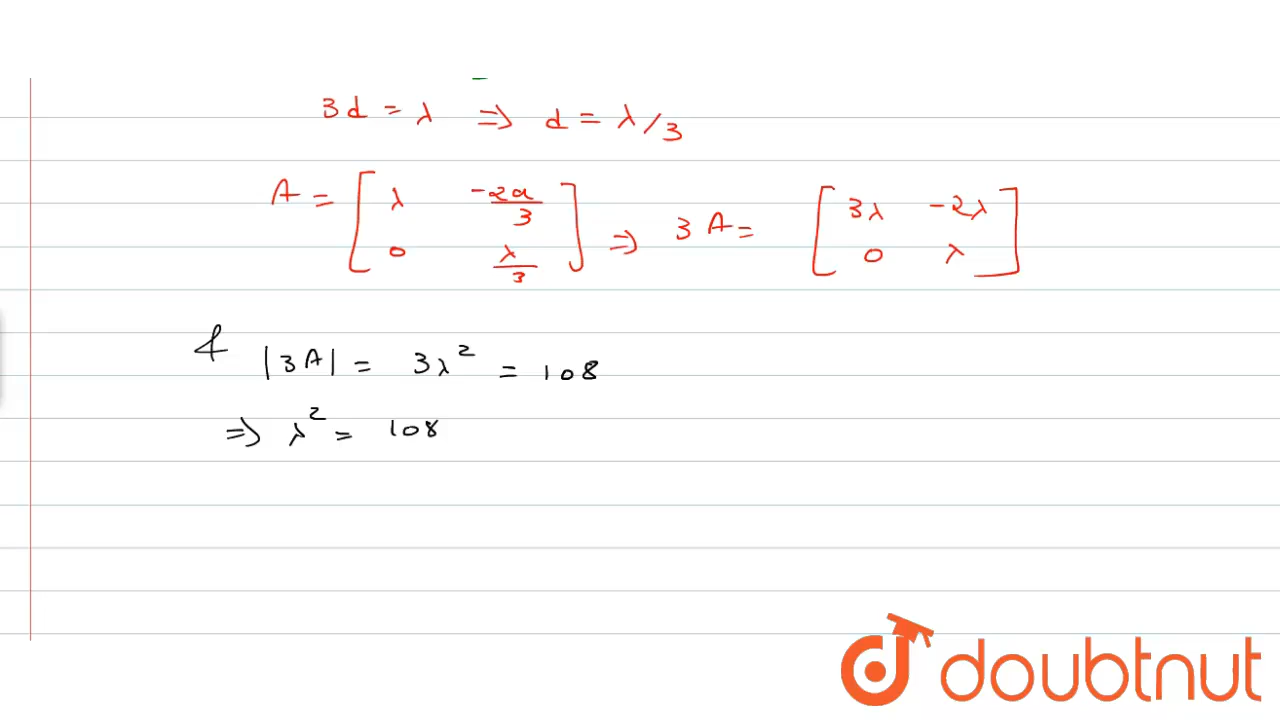 3d = λ ⇒ d = λ/3
A = [ λ -2a/3 ; 0 λ/3 ] ⇒ 3A = [ 3λ -2λ ; 0 λ ]
& |3A| = 3λ² = 108
⇒ λ² = 108
doubtnut